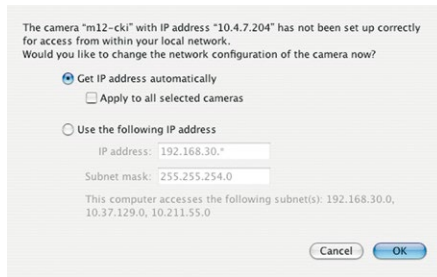 The camera "m12-cki" with IP address "10.4.7.204" has not been set up correctly
for access from within your local network.
Would you like to change the network configuration of the camera now?
Get IP address automatically
Apply to all selected cameras
Use the following IP address
IP address: 192.168.30.*
Subnet mask: 255.255.254.0
This computer accesses the following subnet(s): 192.168.30.0,
10.37.129.0, 10.211.55.0
Cancel OK